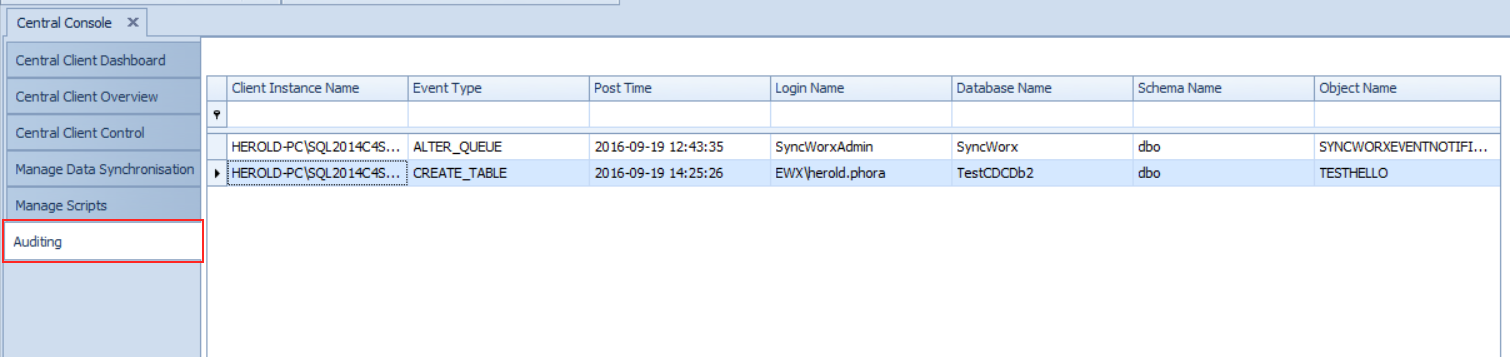 Central Console
Central Client Dashboard
Central Client Overview
Central Client Control
Manage Data Synchronisation
Manage Scripts
Auditing
Client Instance Name Event Type Post Time Login Name Database Name Schema Name Object Name
HEROLD-PC\SQL2014C4S... ALTER_QUEUE 2016-09-19 12:43:35 SyncWorxAdmin SyncWorx dbo SYNCWORXEVENTNOTIFI...
HEROLD-PC\SQL2014C4S... CREATE_TABLE 2016-09-19 14:25:26 EWX\herold.phora TestCDCDb2 dbo TESTHELLO